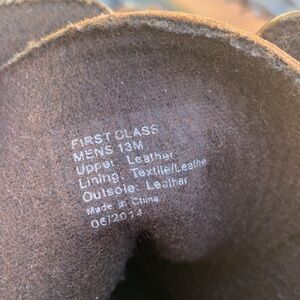 FIRST CLASS
MENS 13M
Upper: Leather
Lining: Textile/Leathe
Outsole: Leather
Made in China
06/2014